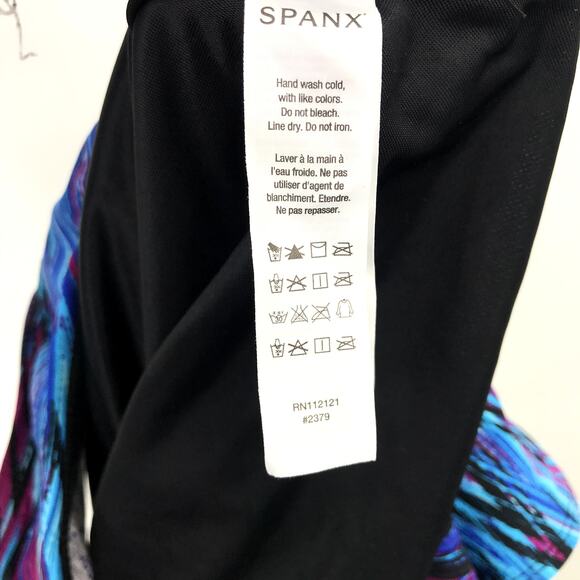 SPANX
Hand wash cold,
with like colors.
Do not bleach.
Line dry. Do not iron.
Laver à la main à
l'eau froide. Ne pas
utiliser d'agent de
blanchiment. Etendre.
Ne pas repasser.
RN112121
#2379